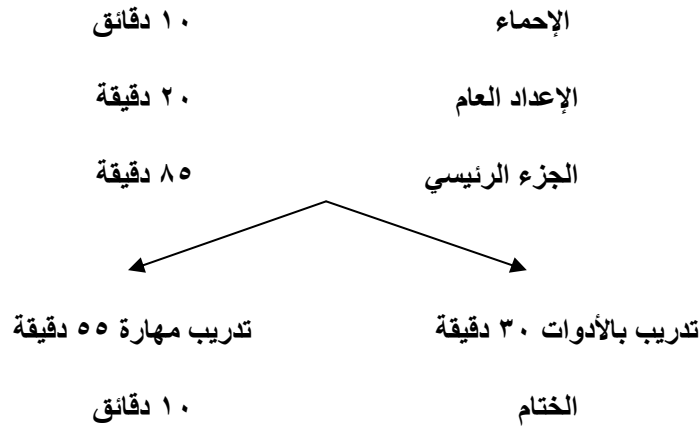 الإحماء ١٠ دقائق
الإعداد العام ٢٠ دقيقة
الجزء الرئيسي ٨٥ دقيقة
تدريب بالأدوات ٣٠ دقيقة تدريب مهارة ٥٥ دقيقة
الختام ١٠ دقائق